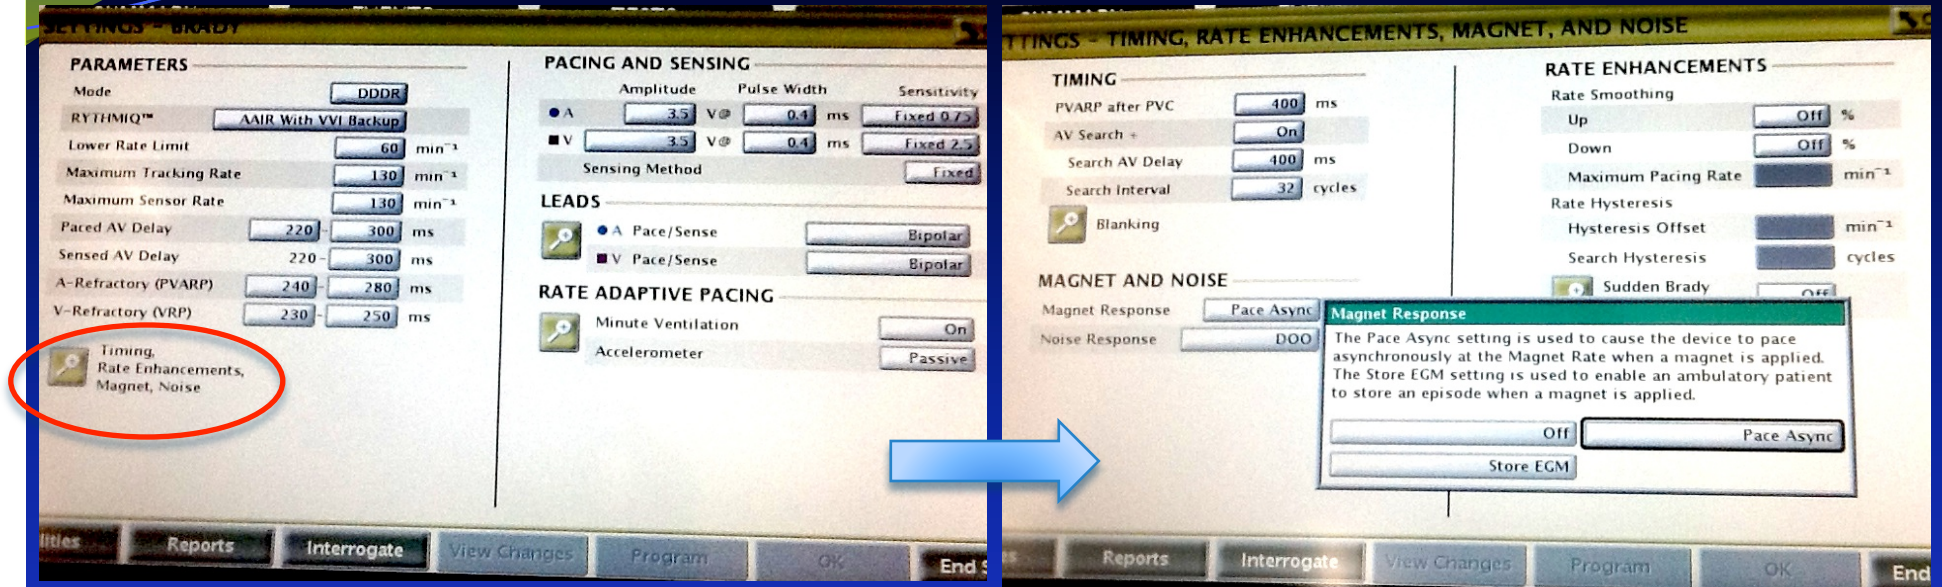 SETTINGS - BRADY
PARAMETERS
Mode DDDR
RYTHMIQ™ AAIR With VVI Backup
Lower Rate Limit 60 min⁻¹
Maximum Tracking Rate 130 min⁻¹
Maximum Sensor Rate 130 min⁻¹
Paced AV Delay 220 - 300 ms
Sensed AV Delay 220 - 300 ms
A-Refractory (PVARP) 240 - 280 ms
V-Refractory (VRP) 230 - 250 ms
Timing,
Rate Enhancements,
Magnet, Noise
PACING AND SENSING
Amplitude Pulse Width Sensitivity
A 3.5 V@ 0.4 ms Fixed 0.75
V 3.5 V@ 0.4 ms Fixed 2.5
Sensing Method Fixed
LEADS
A Pace/Sense Bipolar
V Pace/Sense Bipolar
RATE ADAPTIVE PACING
Minute Ventilation On
Accelerometer Passive
Reports Interrogate View Changes Program OK End S
TTINGS - TIMING, RATE ENHANCEMENTS, MAGNET, AND NOISE
TIMING
PVARP after PVC 400 ms
AV Search + On
Search AV Delay 400 ms
Search Interval 32 cycles
Blanking
MAGNET AND NOISE
Magnet Response Pace Async
Noise Response DOO
RATE ENHANCEMENTS
Rate Smoothing
Up Off %
Down Off %
Maximum Pacing Rate min⁻¹
Rate Hysteresis
Hysteresis Offset min⁻¹
Search Hysteresis cycles
Sudden Brady Off
Magnet Response
The Pace Async setting is used to cause the device to pace
asynchronously at the Magnet Rate when a magnet is applied.
The Store EGM setting is used to enable an ambulatory patient
to store an episode when a magnet is applied.
Off Pace Async
Store EGM
Reports Interrogate View Changes Program OK End